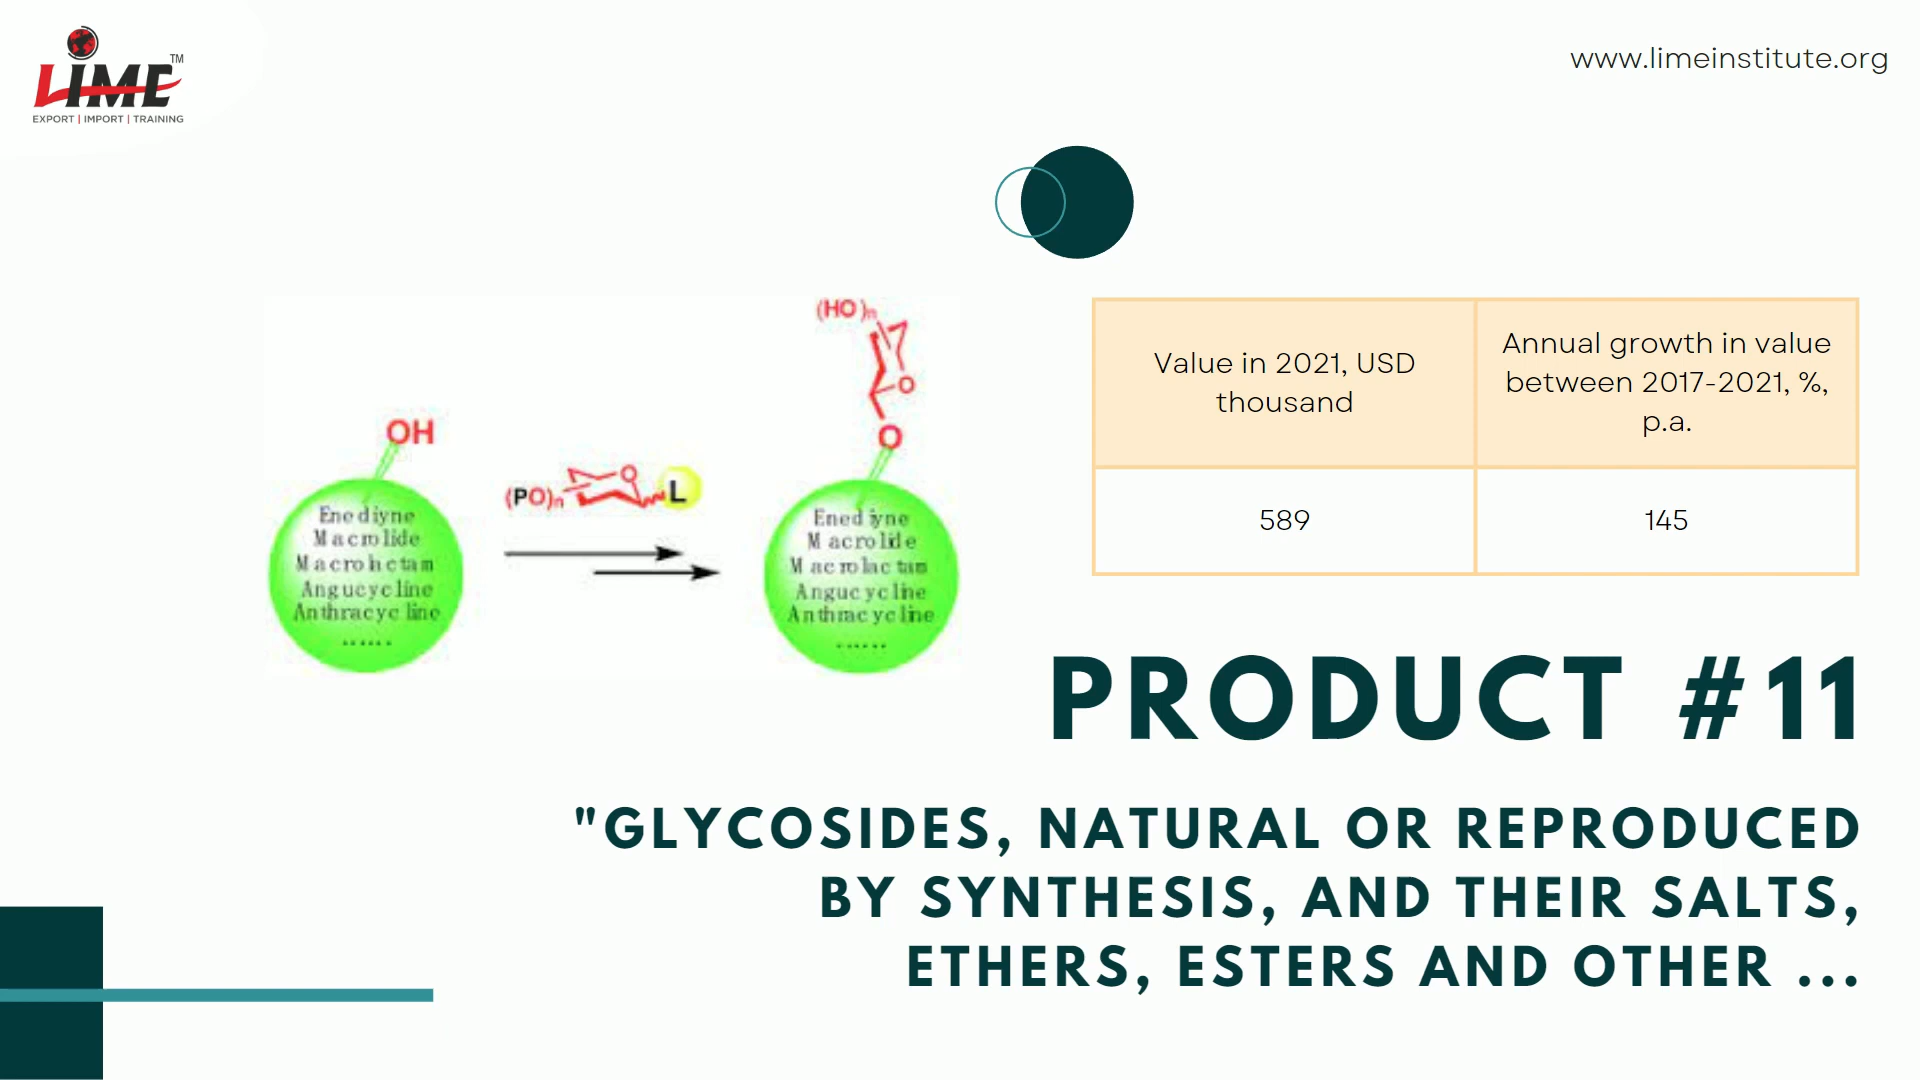 LIME TM
EXPORT | IMPORT | TRAINING
www.limeinstitute.org
OH
Enediyne
Macrolide
Macrolactam
Angucycline
Anthracycline
......
(PO)n
O
L
(HO)n
O
O
Enediyne
Macrolide
Macrolactam
Angucycline
Anthracycline
......
Value in 2021, USD
thousand
Annual growth in value
between 2017-2021, %,
p.a.
589
145
PRODUCT #11
"GLYCOSIDES, NATURAL OR REPRODUCED
BY SYNTHESIS, AND THEIR SALTS,
ETHERS, ESTERS AND OTHER ...